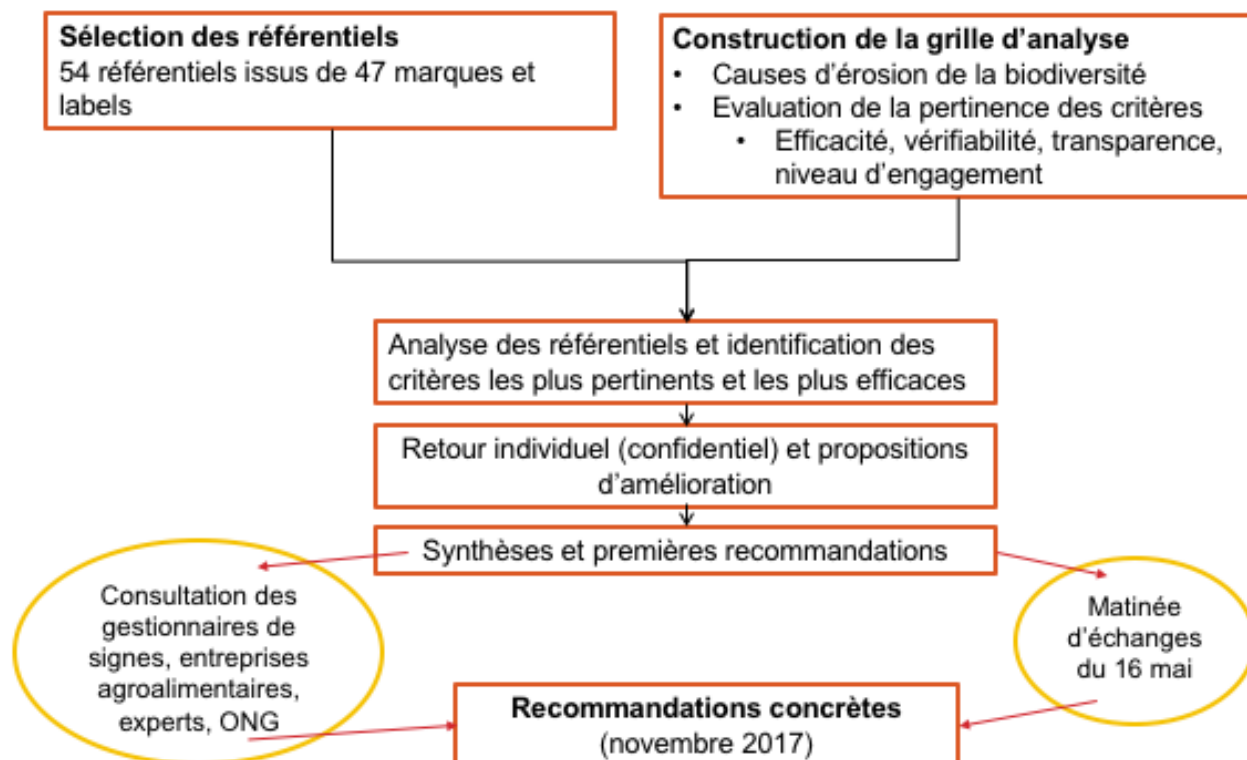 Sélection des référentiels
54 référentiels issus de 47 marques et
labels
Construction de la grille d'analyse
• Causes d'érosion de la biodiversité
• Evaluation de la pertinence des critères
• Efficacité, vérifiabilité, transparence,
niveau d'engagement
Analyse des référentiels et identification des
critères les plus pertinents et les plus efficaces
Retour individuel (confidentiel) et propositions
d'amélioration
Synthèses et premières recommandations
Consultation des
gestionnaires de
signes, entreprises
agroalimentaires,
experts, ONG
Matinée
d'échanges
du 16 mai
Recommandations concrètes
(novembre 2017)